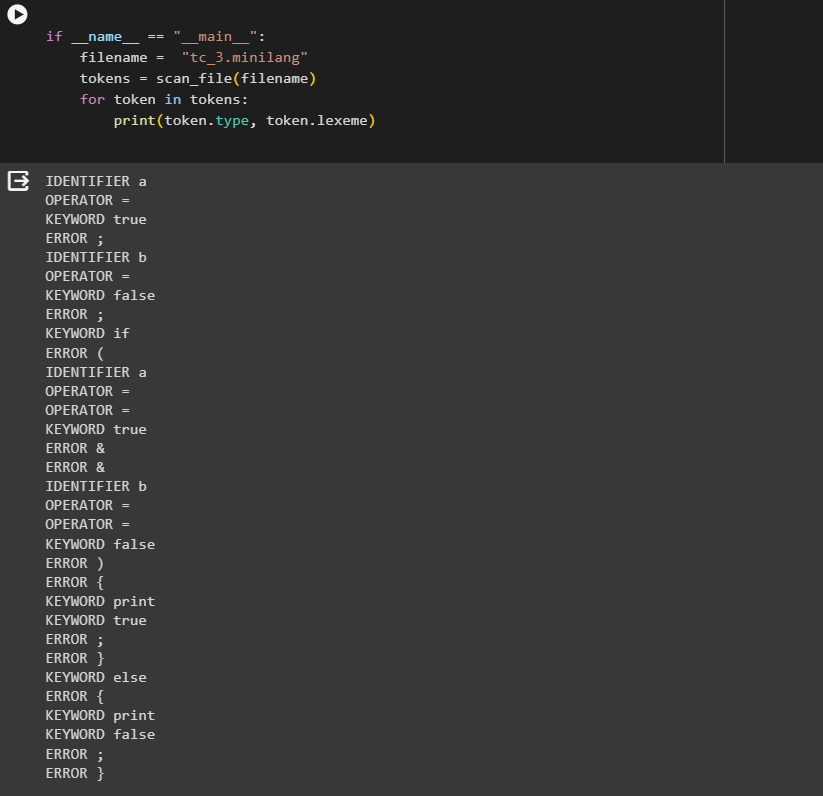 if __name__ == "__main__":
    filename =  "tc_3.minilang"
    tokens = scan_file(filename)
    for token in tokens:
        print(token.type, token.lexeme)
IDENTIFIER a
OPERATOR =
KEYWORD true
ERROR ;
IDENTIFIER b
OPERATOR =
KEYWORD false
ERROR ;
KEYWORD if
ERROR (
IDENTIFIER a
OPERATOR =
OPERATOR =
KEYWORD true
ERROR &
ERROR &
IDENTIFIER b
OPERATOR =
OPERATOR =
KEYWORD false
ERROR )
ERROR {
KEYWORD print
KEYWORD true
ERROR ;
ERROR }
KEYWORD else
ERROR {
KEYWORD print
KEYWORD false
ERROR ;
ERROR }